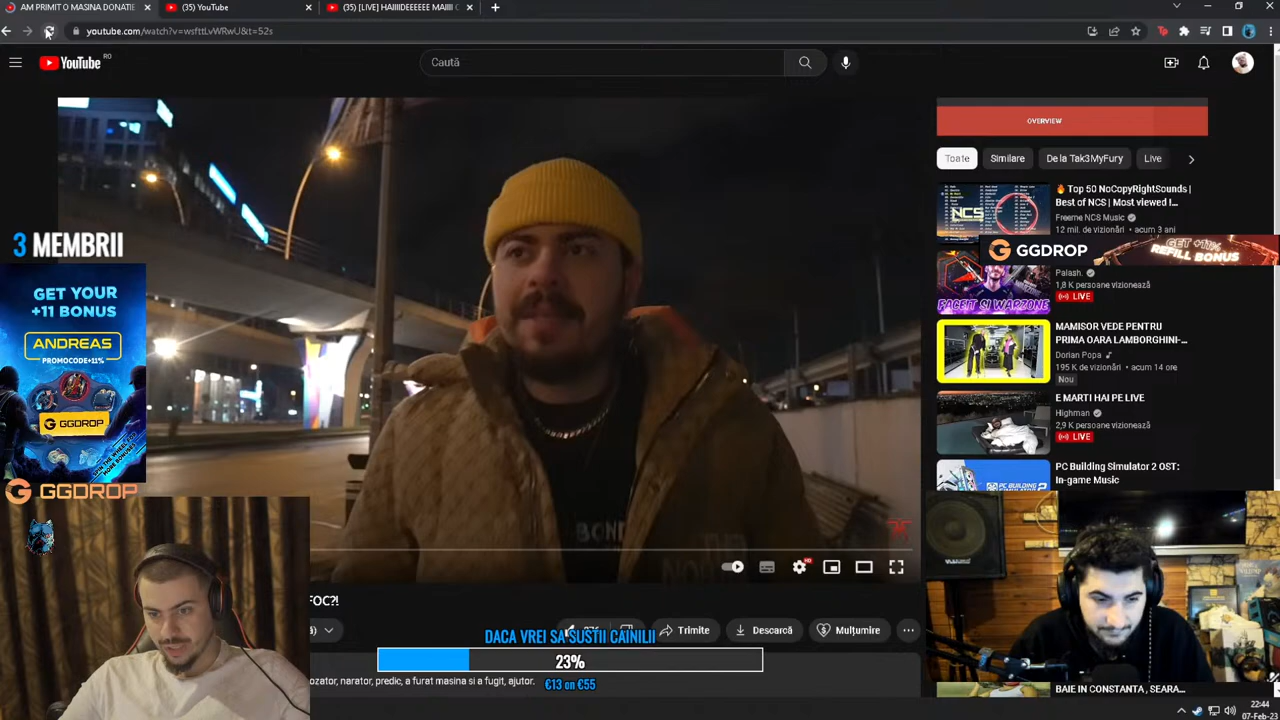 AM PRIMIT O MASINA DONATIE
(35) YouTube
(35) [LIVE] HAIIIIDEEEEE MAIIII C
youtube.com/watch?v=wsfttLvWRwU&t=52s
YouTube RO
Caută
OVERVIEW
Toate
Similare
De la Tak3MyFury
Live
🔥Top 50 NoCopyRightSounds |
Best of NCS | Most viewed !...
Freeme NCS Music
12 mil. de vizionări • acum 3 ani
3 MEMBRII
NCS
GGDROP
GET +11%
REFILL BONUS
GET YOUR
+11 BONUS
ANDREAS
PROMOCODE+11%
GGDROP
GGDROP
FACEIT SI WARZONE
Palash.
1,8 K persoane vizionează
LIVE
MAMISOR VEDE PENTRU
PRIMA OARA LAMBORGHINI-...
Dorian Popa
195 K de vizionări • acum 14 ore
Nou
E MARTI HAI PE LIVE
Highman
2,9 K persoane vizionează
LIVE
PC Building Simulator 2 OST:
In-game Music
FOC?!
Trimite
Descarcă
Mulțumire
DACA VREI SA SUSTII CAINILII
23%
€13 on €55
ozator, narator, predic, a furat masina si a fugit, ajutor.
BAIE IN CONSTANTA , SEARA...
22:44
07-Feb-23